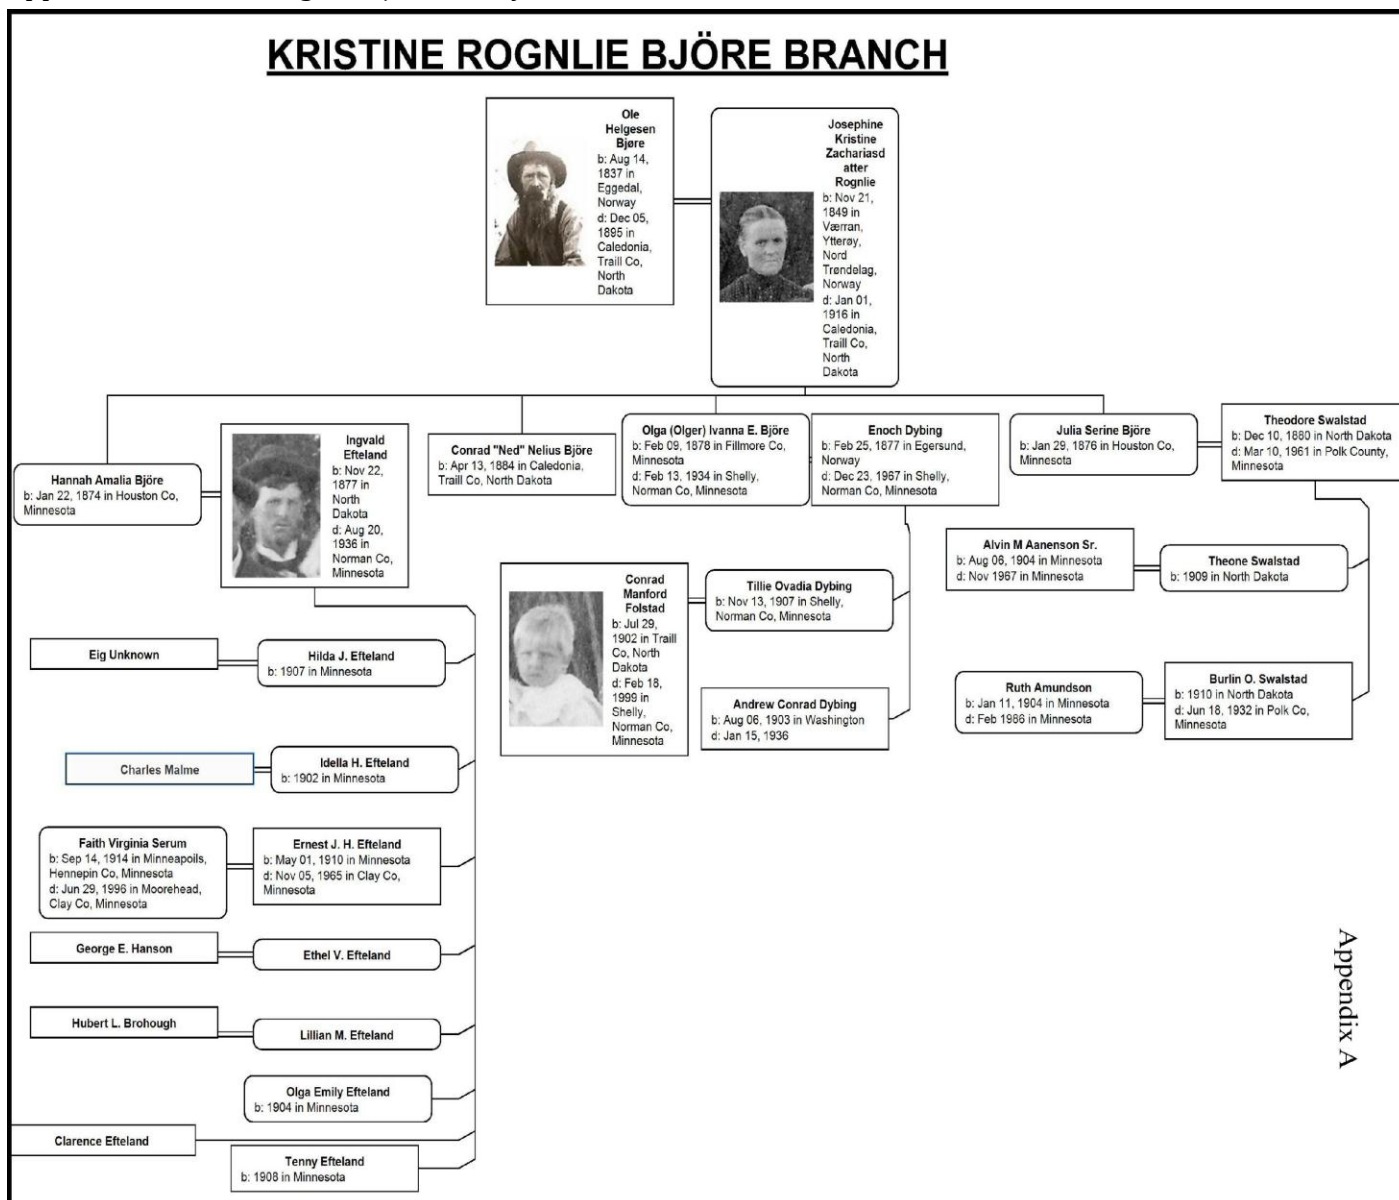 KRISTINE ROGNLIE BJÖRE BRANCH
Ole
Helgesen
Bjøre
b: Aug 14,
1837 in
Eggedal,
Norway
d: Dec 05,
1895 in
Caledonia,
Traill Co,
North
Dakota
Josephine
Kristine
Zachariasd
atter
Rognlie
b: Nov 21,
1849 in
Værran,
Ytterøy,
Nord
Trøndelag,
Norway
d: Jan 01,
1916 in
Caledonia,
Traill Co,
North
Dakota
Hannah Amalia Björe
b: Jan 22, 1874 in Houston Co,
Minnesota
Ingvald
Efteland
b: Nov 22,
1877 in
North
Dakota
d: Aug 20,
1936 in
Norman Co,
Minnesota
Conrad "Ned" Nelius Björe
b: Apr 13, 1884 in Caledonia,
Traill Co, North Dakota
Olga (Olger) Ivanna E. Björe
b: Feb 09, 1878 in Fillmore Co,
Minnesota
d: Feb 13, 1934 in Shelly,
Norman Co, Minnesota
Enoch Dybing
b: Feb 25, 1877 in Egersund,
Norway
d: Dec 23, 1967 in Shelly,
Norman Co, Minnesota
Julia Serine Björe
b: Jan 29, 1876 in Houston Co,
Minnesota
Theodore Swalstad
b: Dec 10, 1880 in North Dakota
d: Mar 10, 1961 in Polk County,
Minnesota
Eig Unknown
Hilda J. Efteland
b: 1907 in Minnesota
Charles Malme
Idella H. Efteland
b: 1902 in Minnesota
Faith Virginia Serum
b: Sep 14, 1914 in Minneapoils,
Hennepin Co, Minnesota
d: Jun 29, 1996 in Moorehead,
Clay Co, Minnesota
Ernest J. H. Efteland
b: May 01, 1910 in Minnesota
d: Nov 05, 1965 in Clay Co,
Minnesota
George E. Hanson
Ethel V. Efteland
Hubert L. Brohough
Lillian M. Efteland
Olga Emily Efteland
b: 1904 in Minnesota
Clarence Efteland
Tenny Efteland
b: 1908 in Minnesota
Conrad
Manford
Folstad
b: Jul 29,
1902 in Traill
Co, North
Dakota
d: Feb 18,
1999 in
Shelly,
Norman Co,
Minnesota
Tillie Ovadia Dybing
b: Nov 13, 1907 in Shelly,
Norman Co, Minnesota
Andrew Conrad Dybing
b: Aug 06, 1903 in Washington
d: Jan 15, 1936
Alvin M Aanenson Sr.
b: Aug 06, 1904 in Minnesota
d: Nov 1967 in Minnesota
Theone Swalstad
b: 1909 in North Dakota
Ruth Amundson
b: Jan 11, 1904 in Minnesota
d: Feb 1986 in Minnesota
Burlin O. Swalstad
b: 1910 in North Dakota
d: Jun 18, 1932 in Polk Co,
Minnesota
Appendix A